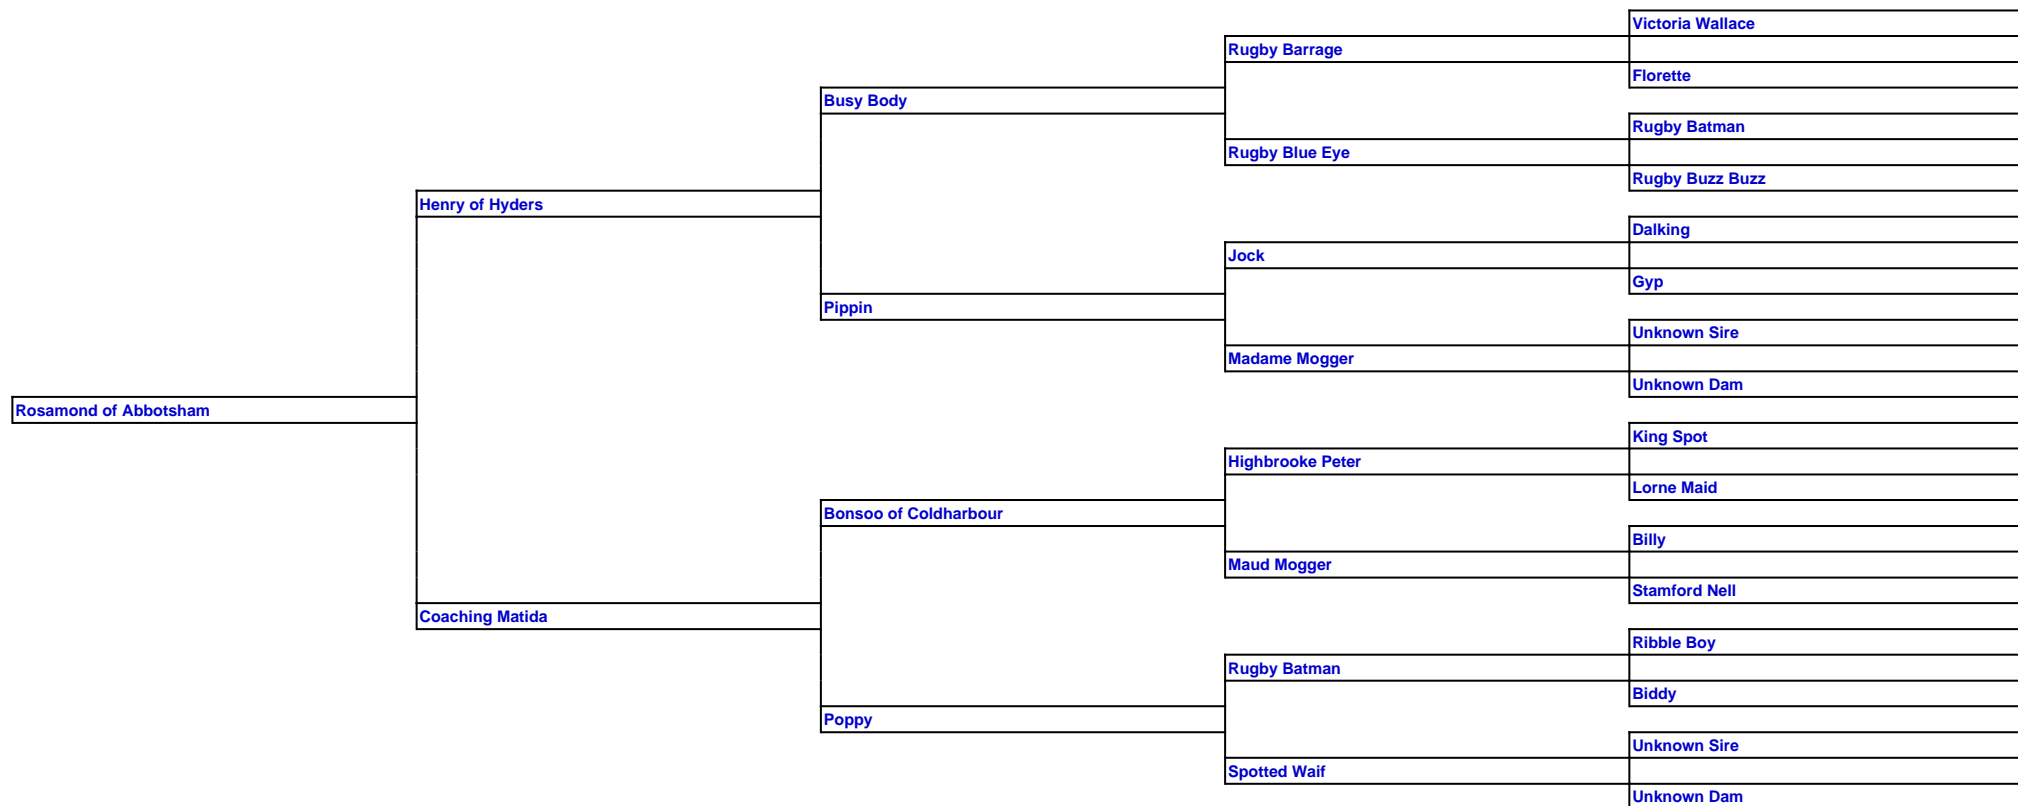 Victoria Wallace
Rugby Barrage
Florette
Busy Body
Rugby Batman
Rugby Blue Eye
Rugby Buzz Buzz
Henry of Hyders
Dalking
Jock
Gyp
Pippin
Unknown Sire
Madame Mogger
Unknown Dam
Rosamond of Abbotsham
King Spot
Highbrooke Peter
Lorne Maid
Bonsoo of Coldharbour
Billy
Maud Mogger
Stamford Nell
Coaching Matida
Ribble Boy
Rugby Batman
Biddy
Poppy
Unknown Sire
Spotted Waif
Unknown Dam